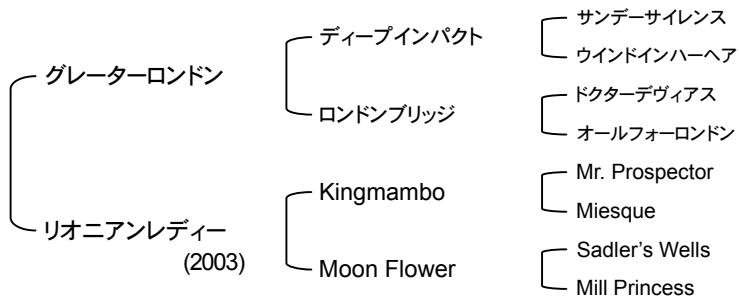 グレーターロンドン
リオニアンレディー
(2003)
ディープインパクト
ロンドンブリッジ
Kingmambo
Moon Flower
サンデーサイレンス
ウインドインハーヘア
ドクターデヴィアス
オールフォーロンドン
Mr. Prospector
Miesque
Sadler's Wells
Mill Princess